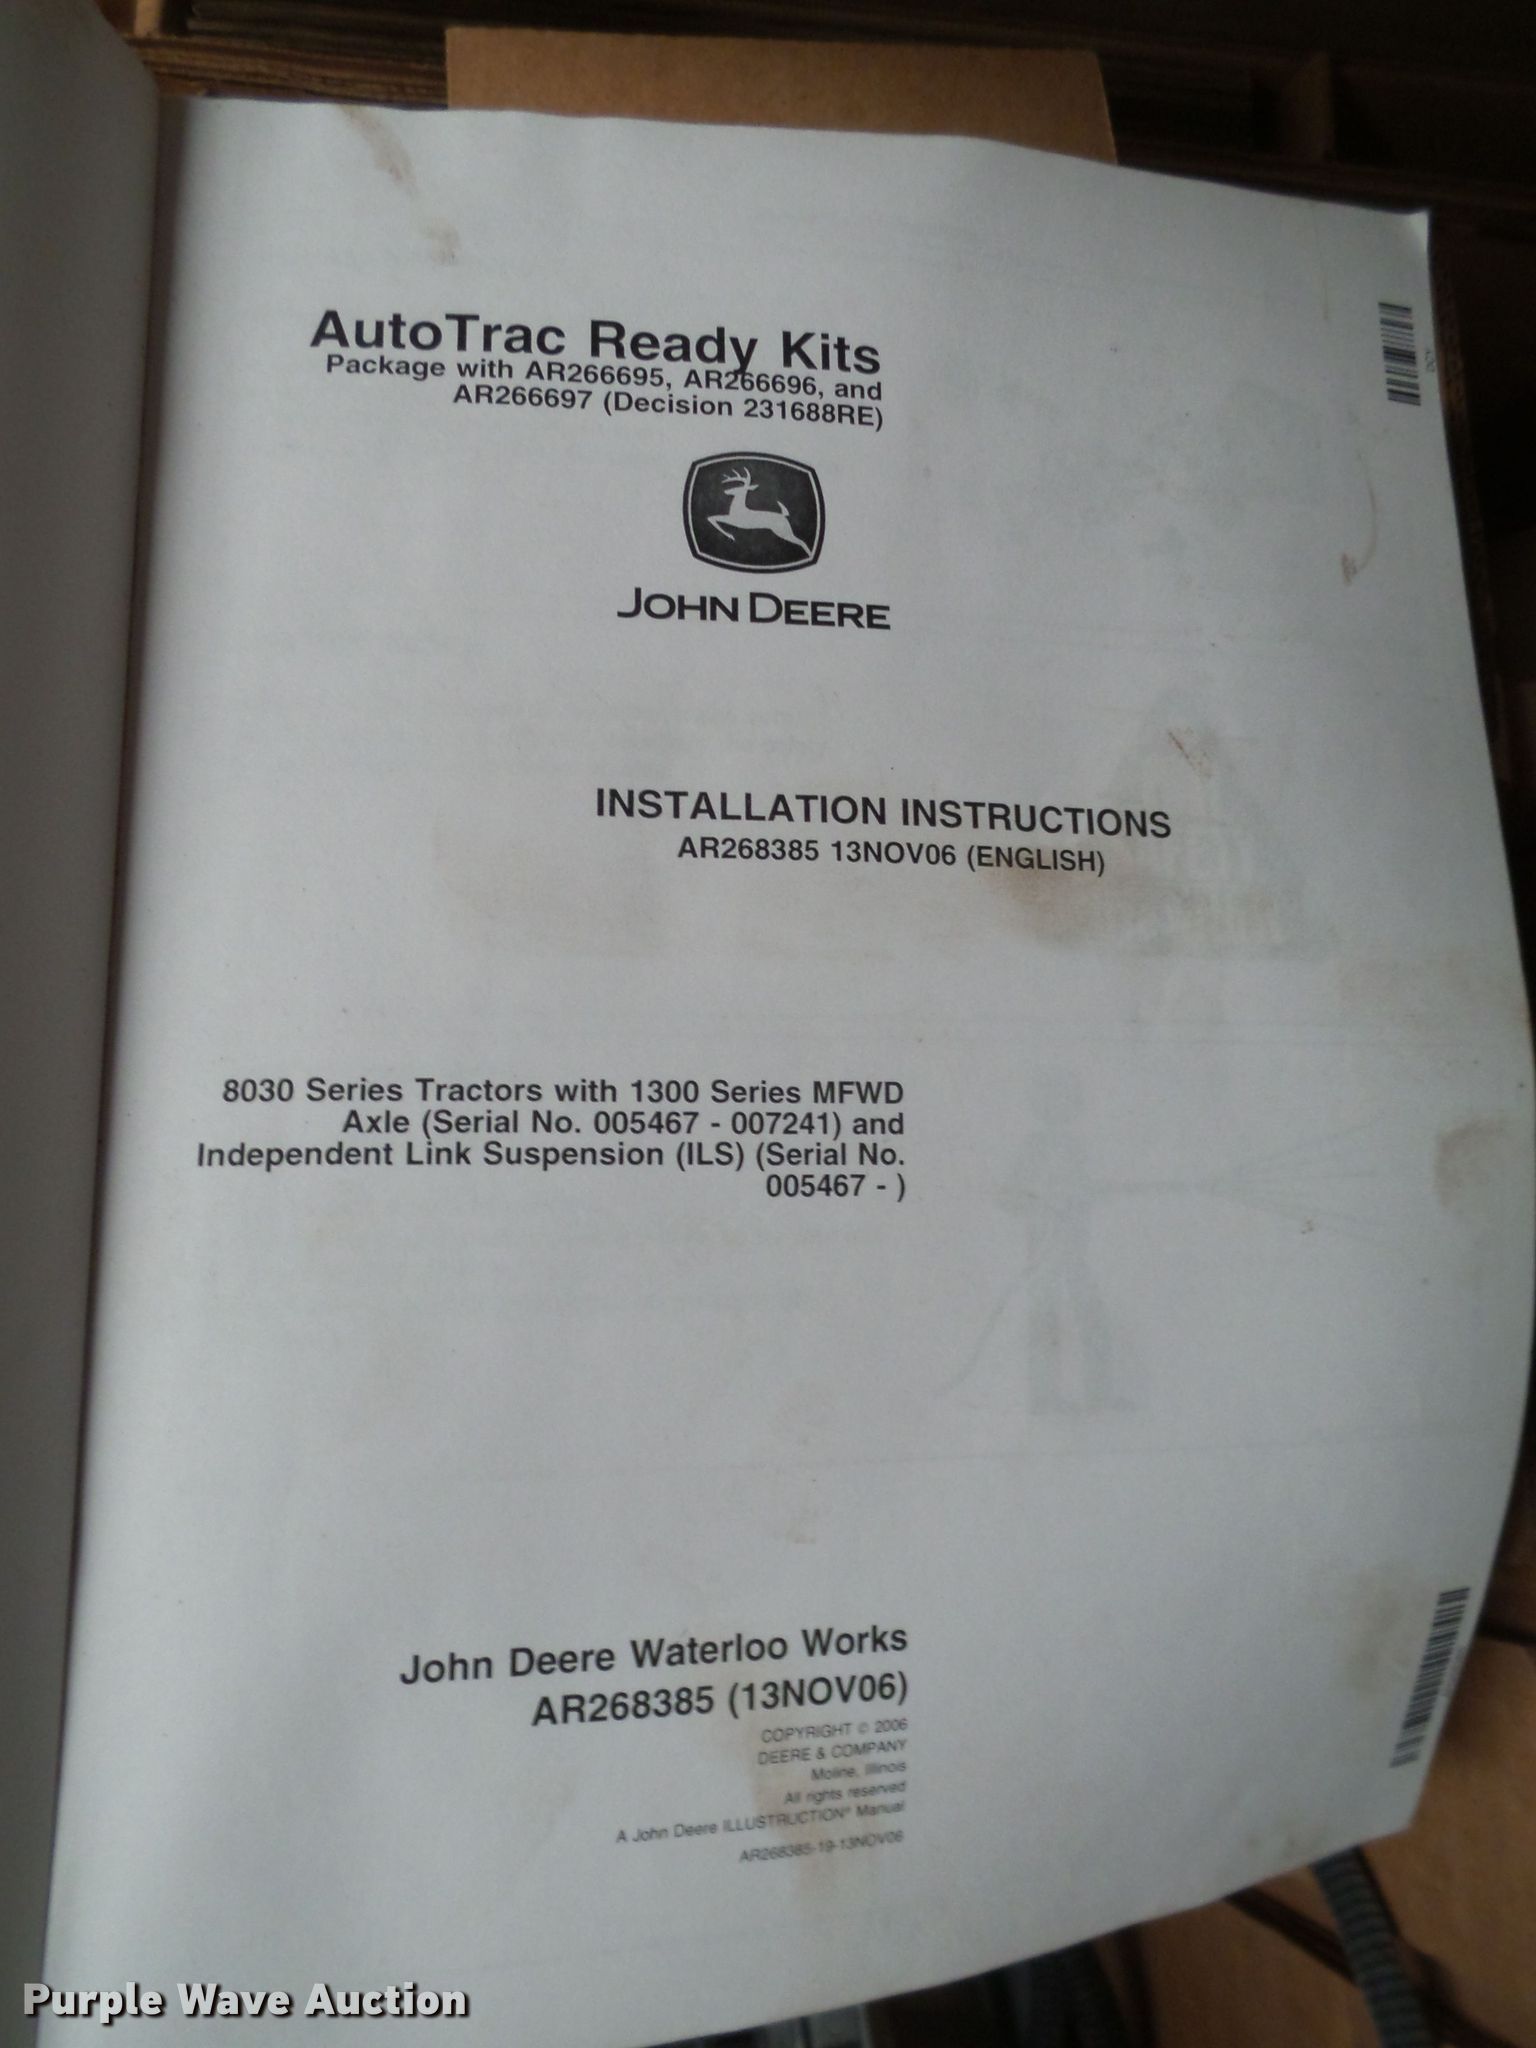 AutoTrac Ready Kits
Package with AR266695, AR266696, and
AR266697 (Decision 231688RE)
JOHN DEERE
INSTALLATION INSTRUCTIONS
AR268385 13NOV06 (ENGLISH)
8030 Series Tractors with 1300 Series MFWD
Axle (Serial No. 005467 - 007241) and
Independent Link Suspension (ILS) (Serial No.
005467 - )
John Deere Waterloo Works
AR268385 (13NOV06)
COPYRIGHT © 2006
DEERE & COMPANY
Moline, Illinois
All rights reserved
A John Deere ILLUSTRUCTION® Manual
AR268385-19-13NOV06
Purple Wave Auction